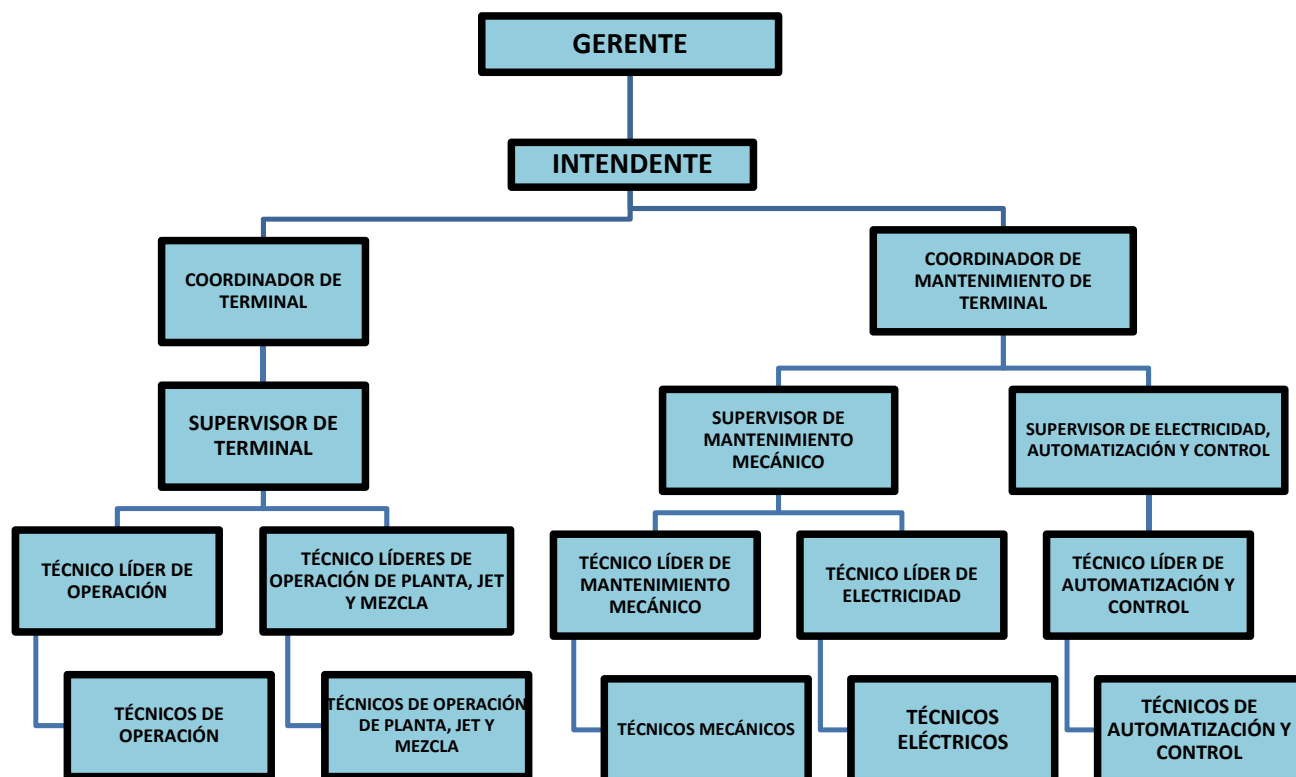 GERENTE
INTENDENTE
COORDINADOR DE
TERMINAL
COORDINADOR DE
MANTENIMIENTO DE
TERMINAL
SUPERVISOR DE
TERMINAL
SUPERVISOR DE
MANTENIMIENTO
MECÁNICO
SUPERVISOR DE ELECTRICIDAD,
AUTOMATIZACIÓN Y CONTROL
TÉCNICO LÍDER DE
OPERACIÓN
TÉCNICO LÍDERES DE
OPERACIÓN DE PLANTA, JET
Y MEZCLA
TÉCNICO LÍDER DE
MANTENIMIENTO
MECÁNICO
TÉCNICO LÍDER DE
ELECTRICIDAD
TÉCNICO LÍDER DE
AUTOMATIZACIÓN Y
CONTROL
TÉCNICOS DE
OPERACIÓN
TÉCNICOS DE OPERACIÓN
DE PLANTA, JET Y
MEZCLA
TÉCNICOS MECÁNICOS
TÉCNICOS
ELÉCTRICOS
TÉCNICOS DE
AUTOMATIZACIÓN Y
CONTROL